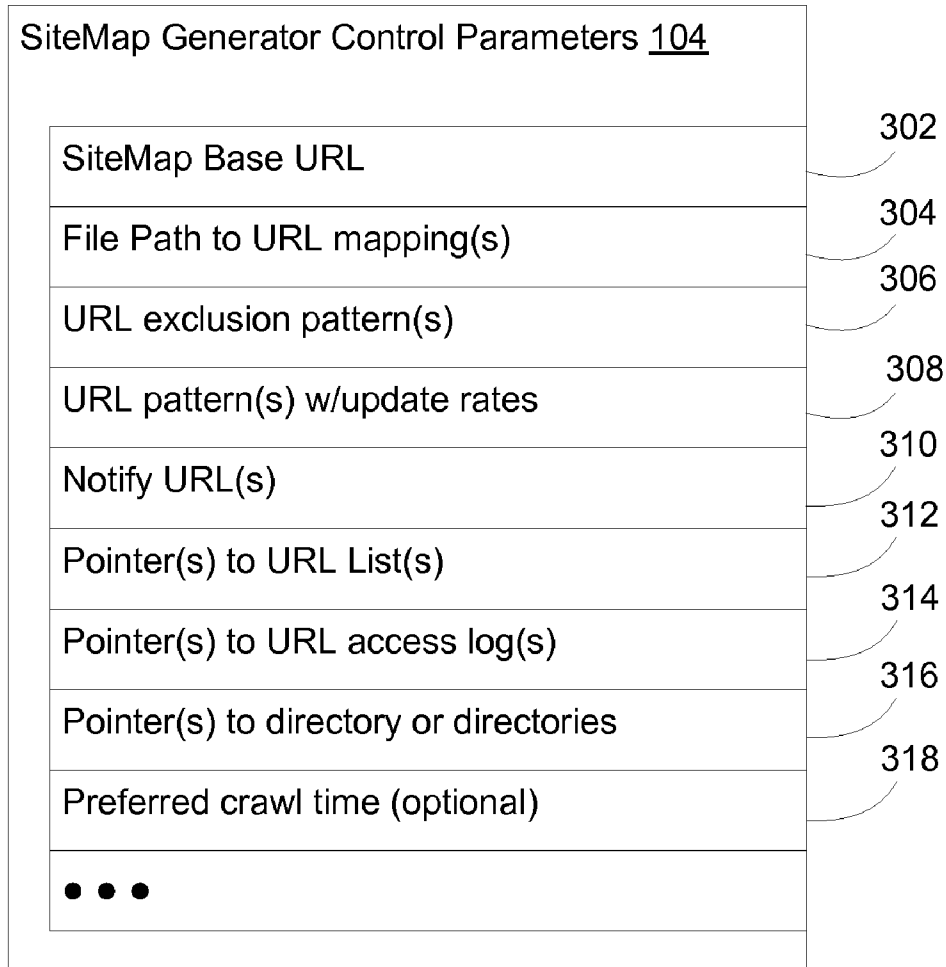 SiteMap Generator Control Parameters 104
302
SiteMap Base URL
304
File Path to URL mapping(s)
306
URL exclusion pattern(s)
308
URL pattern(s) w/update rates
310
Notify URL(s)
312
Pointer(s) to URL List(s)
314
Pointer(s) to URL access log(s)
316
Pointer(s) to directory or directories
318
Preferred crawl time (optional)
● ● ●